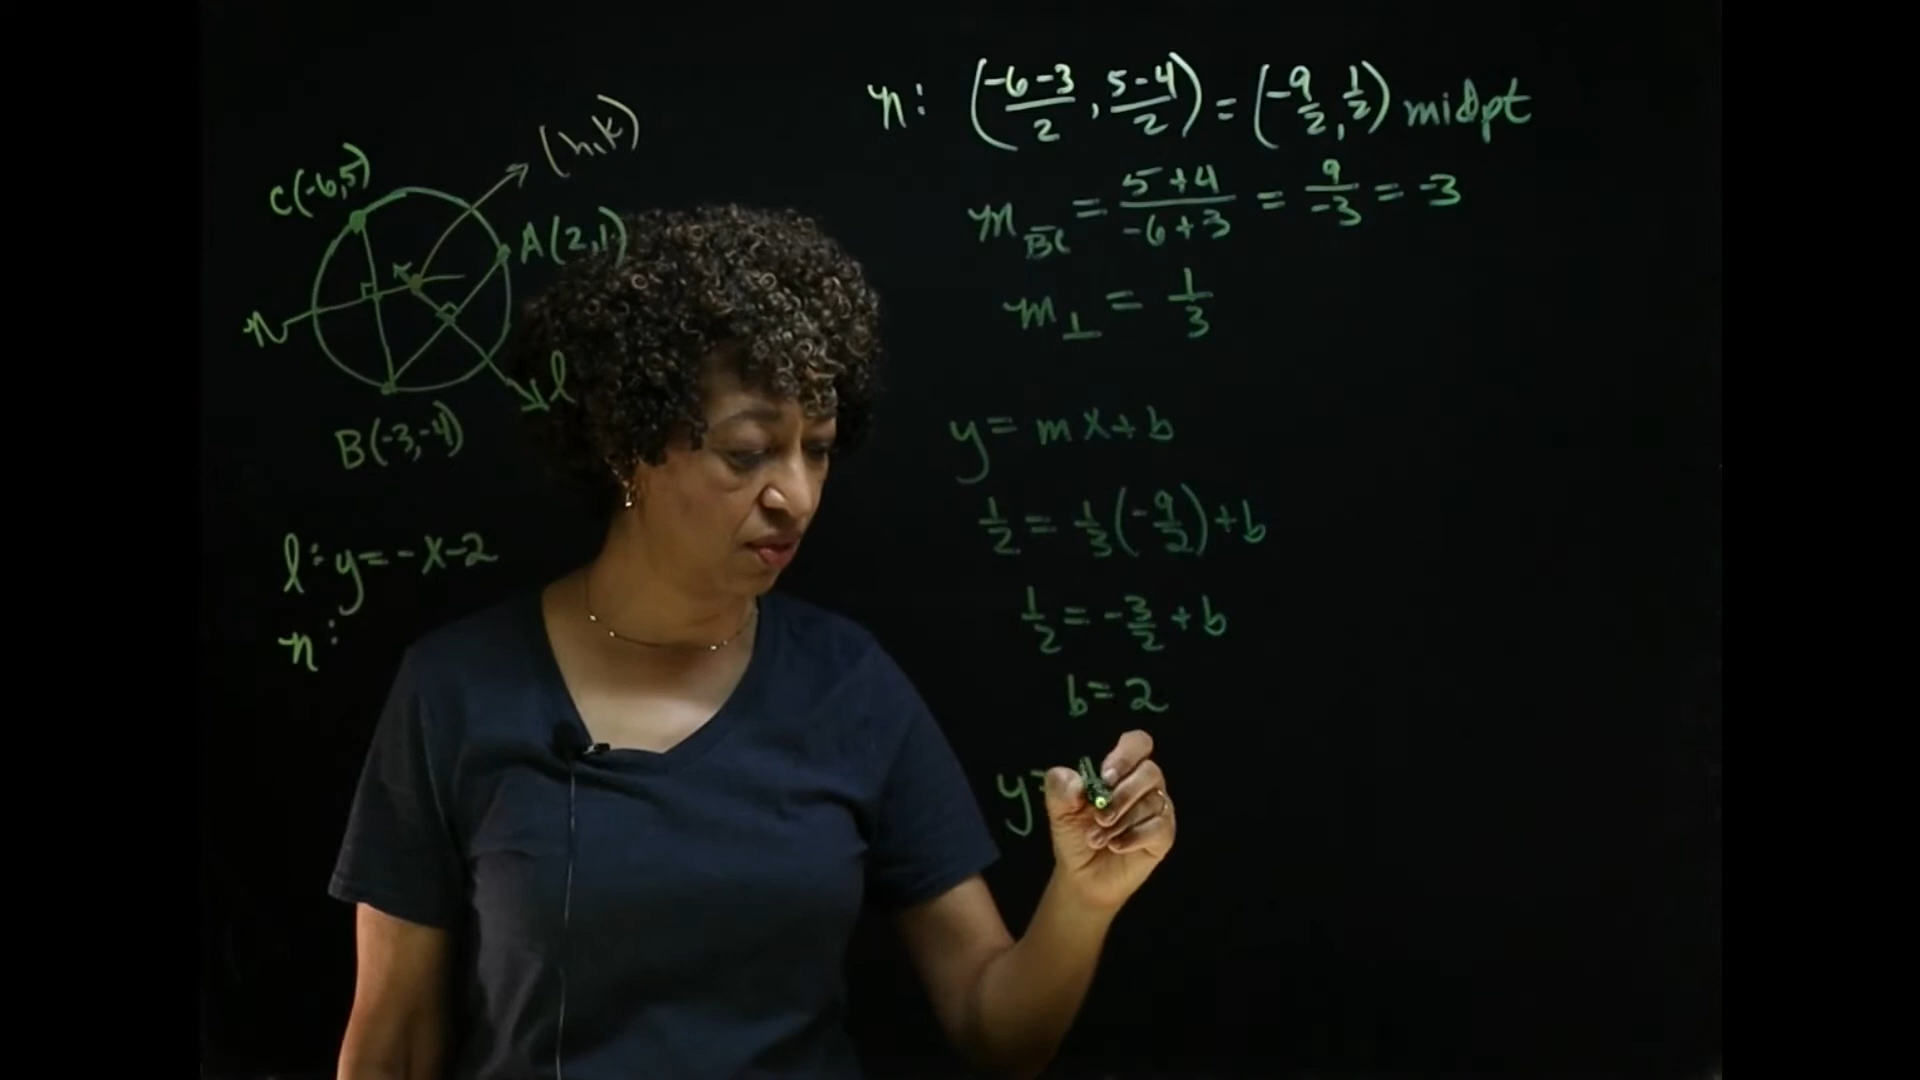 (h,k)
C(-6,5)
A(2,1)
r
n
l
B(-3,-4)
l: y=-x-2
n:
n: (-6-3/2, 5-4/2) = (-9/2, 1/2) midpt
m BC = 5+4/-6+3 = 9/-3 = -3
m⊥ = 1/3
y= mx+b
1/2 = 1/3(-9/2)+b
1/2 = -3/2 + b
b= 2
y=